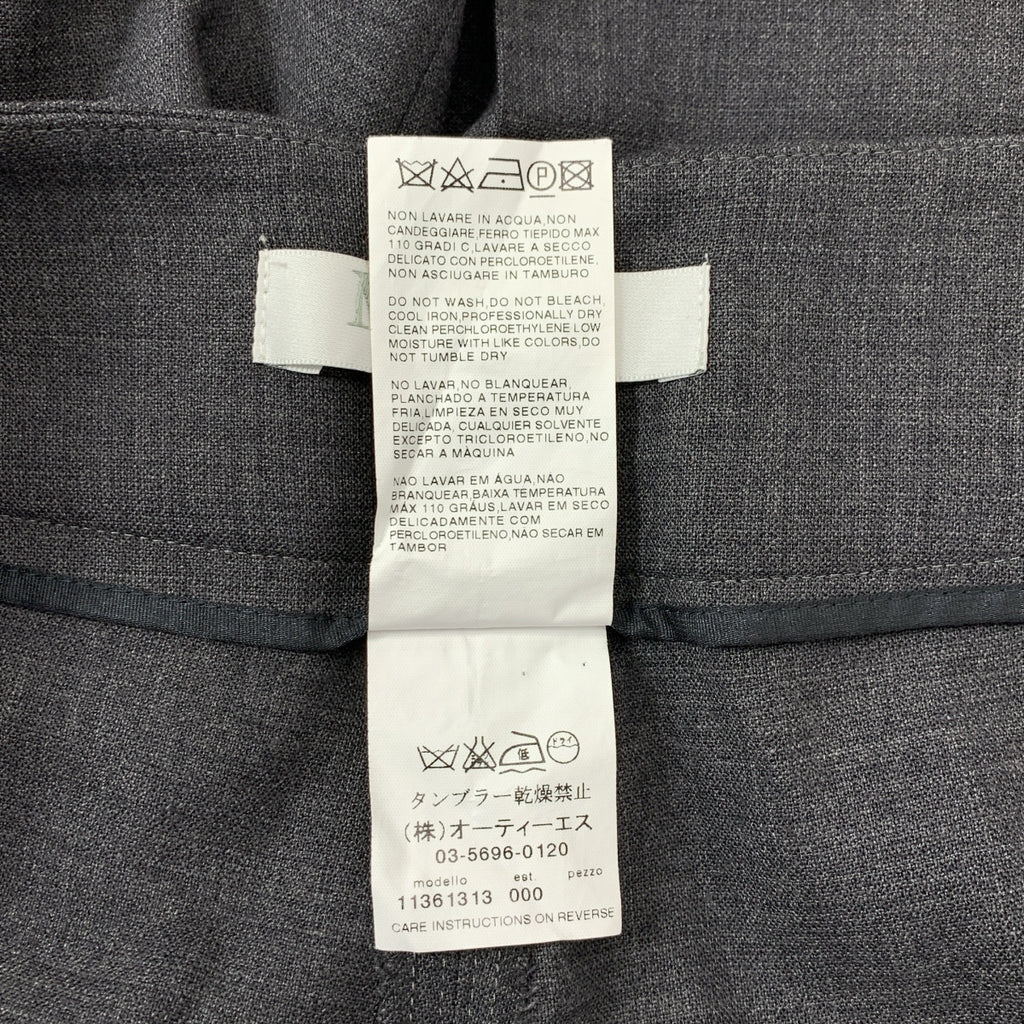 P
NON LAVARE IN ACQUA,NON
CANDEGGIARE,FERRO TIEPIDO MAX
110 GRADI C,LAVARE A SECCO
DELICATO CON PERCLOROETILENE,
NON ASCIUGARE IN TAMBURO
DO NOT WASH,DO NOT BLEACH,
COOL IRON,PROFESSIONALLY DRY
CLEAN PERCHLOROETHYLENE LOW
MOISTURE WITH LIKE COLORS,DO
NOT TUMBLE DRY
NO LAVAR,NO BLANQUEAR,
PLANCHADO A TEMPERATURA
FRIA,LIMPIEZA EN SECO MUY
DELICADA, CUALQUIER SOLVENTE
EXCEPTO TRICLOROETILENO,NO
SECAR A MÀQUINA
NÃO LAVAR EM ÁGUA,NÃO
BRANQUEAR,BAIXA TEMPERATURA
MÁX 110 GRÁUS,LAVAR EM SECO
DELICADAMENTE COM
PERCLOROETILENO,NÃO SECAR EM
TAMBOR
低 ドライ
タンブラー乾燥禁止
(株)オーティーエス
03-5696-0120
modello est. pezzo
11361313 000
CARE INSTRUCTIONS ON REVERSE